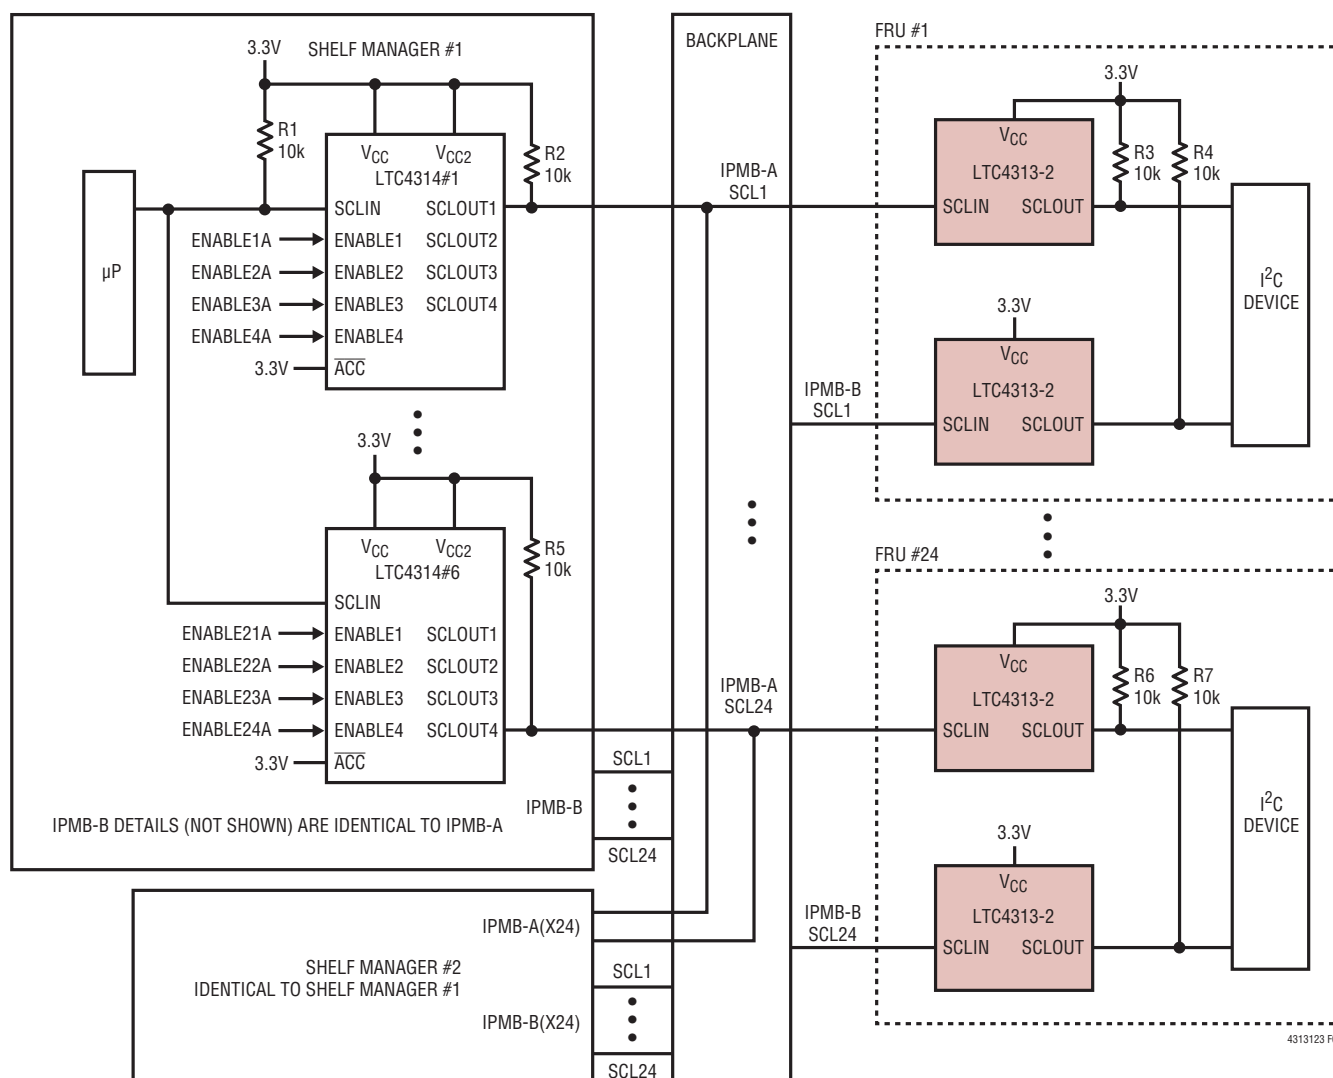 SHELF MANAGER #1
3.3V
R1
10k
VCC
VCC2
LTC4314#1
R2
10k
µP
SCLIN
SCLOUT1
ENABLE1A
ENABLE1
SCLOUT2
ENABLE2A
ENABLE2
SCLOUT3
ENABLE3A
ENABLE3
SCLOUT4
ENABLE4A
ENABLE4
3.3V
ACC
3.3V
VCC
VCC2
LTC4314#6
R5
10k
SCLIN
ENABLE21A
ENABLE1
SCLOUT1
ENABLE22A
ENABLE2
SCLOUT2
ENABLE23A
ENABLE3
SCLOUT3
ENABLE24A
ENABLE4
SCLOUT4
3.3V
ACC
IPMB-B DETAILS (NOT SHOWN) ARE IDENTICAL TO IPMB-A
IPMB-B
SCL1
SCL24
SHELF MANAGER #2
IDENTICAL TO SHELF MANAGER #1
IPMB-A(X24)
IPMB-B(X24)
SCL1
SCL24
BACKPLANE
IPMB-A
SCL1
IPMB-B
SCL1
IPMB-A
SCL24
IPMB-B
SCL24
FRU #1
3.3V
VCC
LTC4313-2
SCLIN
SCLOUT
R3
10k
R4
10k
3.3V
VCC
LTC4313-2
SCLIN
SCLOUT
I2C
DEVICE
FRU #24
3.3V
VCC
LTC4313-2
SCLIN
SCLOUT
R6
10k
R7
10k
3.3V
VCC
LTC4313-2
SCLIN
SCLOUT
I2C
DEVICE
4313123